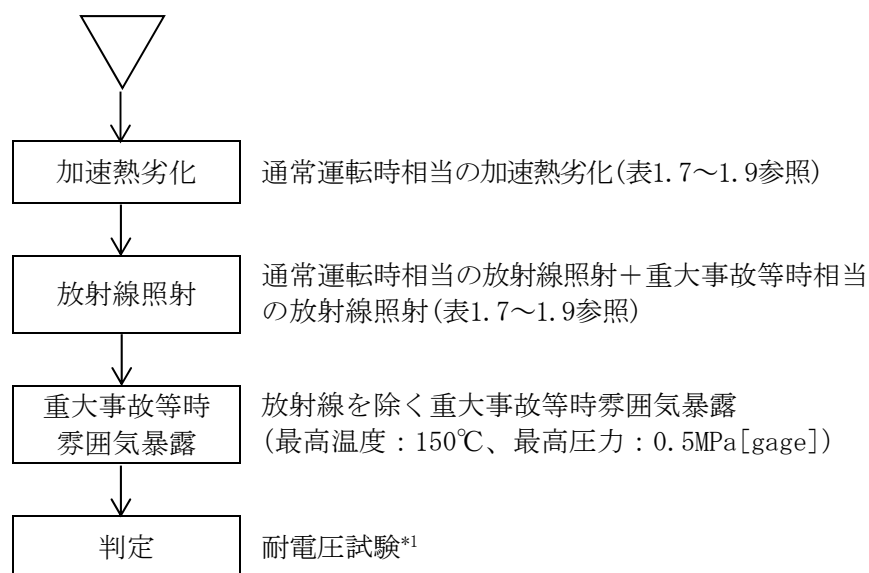 加速熱劣化
通常運転時相当の加速熱劣化(表1.7～1.9参照)
放射線照射
通常運転時相当の放射線照射＋重大事故等時相当
の放射線照射(表1.7～1.9参照)
重大事故等時
雰囲気暴露
放射線を除く重大事故等時雰囲気暴露
(最高温度：150℃、最高圧力：0.5MPa[gage])
判定
耐電圧試験*1